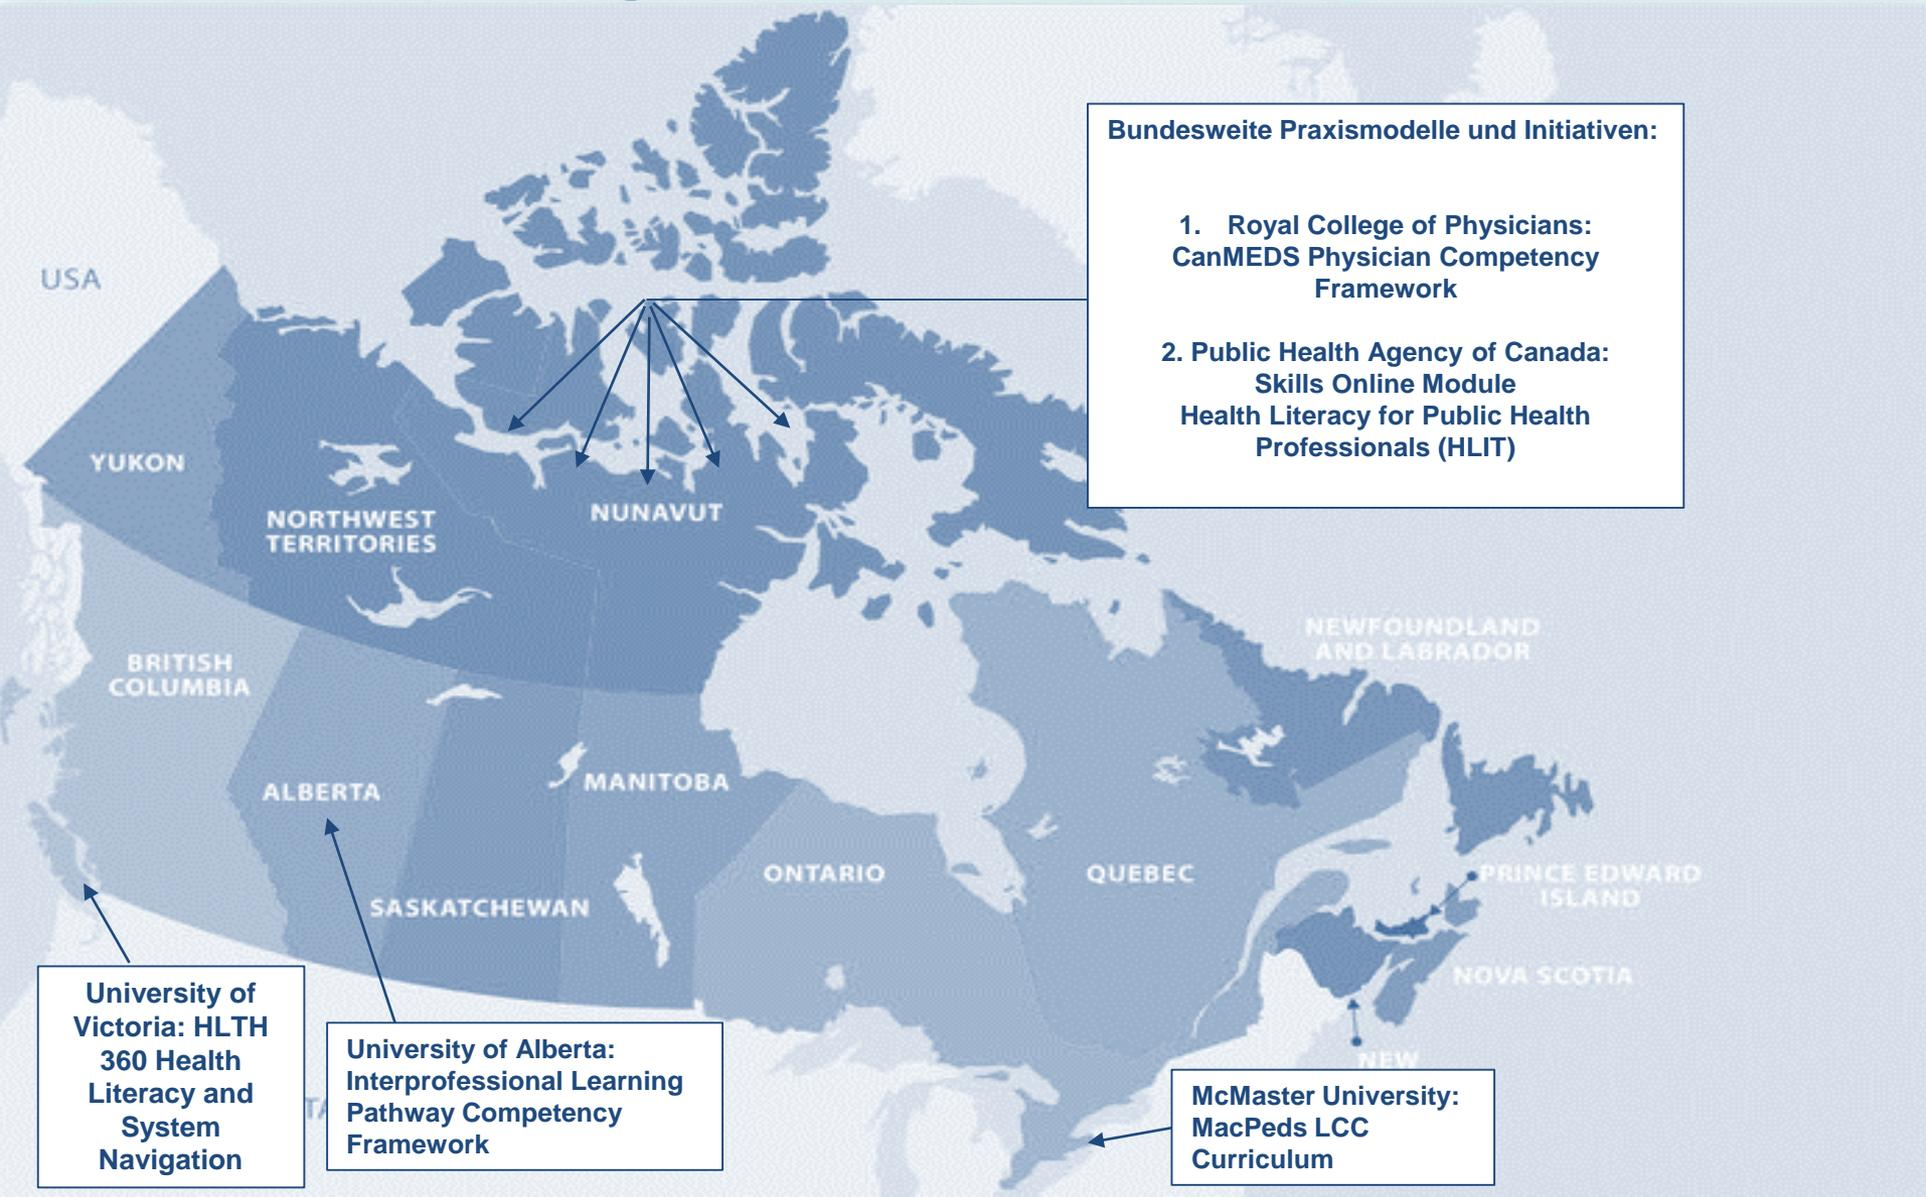 Bundesweite Praxismodelle und Initiativen:
1. Royal College of Physicians:
CanMEDS Physician Competency
Framework
2. Public Health Agency of Canada:
Skills Online Module
Health Literacy for Public Health
Professionals (HLIT)
USA
YUKON
NORTHWEST
TERRITORIES
NUNAVUT
NEWFOUNDLAND
AND LABRADOR
BRITISH
COLUMBIA
ALBERTA
MANITOBA
SASKATCHEWAN
ONTARIO
QUEBEC
PRINCE EDWARD
ISLAND
NOVA SCOTIA
NEW
University of
Victoria: HLTH
360 Health
Literacy and
System
Navigation
University of Alberta:
Interprofessional Learning
Pathway Competency
Framework
McMaster University:
MacPeds LCC
Curriculum